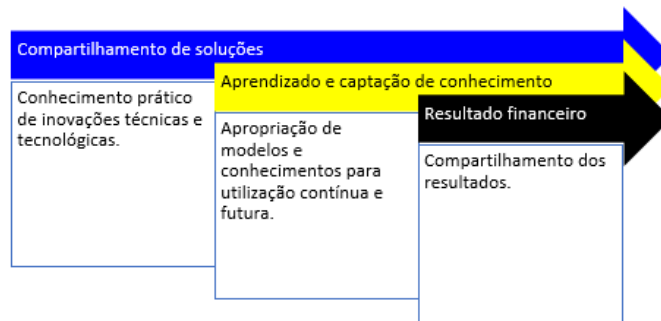 Compartilhamento de soluções
Conhecimento prático
de inovações técnicas e
tecnológicas.
Aprendizado e captação de conhecimento
Apropriação de
modelos e
conhecimentos para
utilização contínua e
futura.
Resultado financeiro
Compartilhamento dos
resultados.